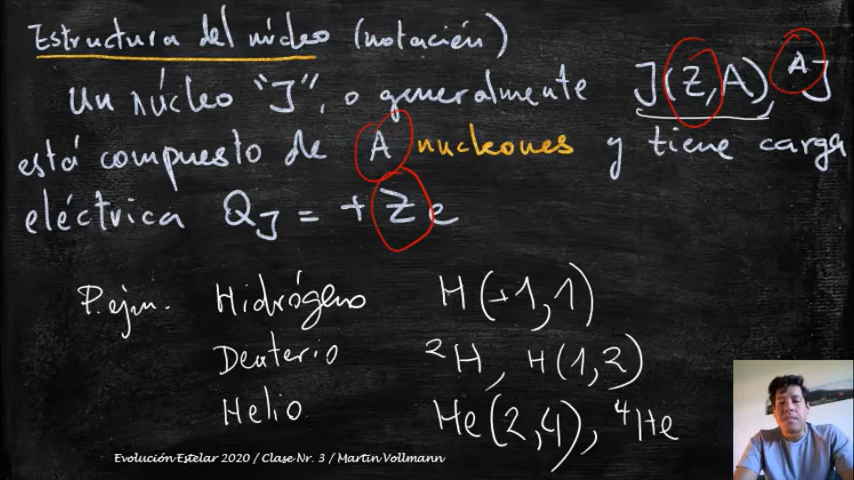 Estructura del núcleo (notación)
Un núcleo "J", o generalmente J(Z,A), ᴬJ
está compuesto de A nucleones y tiene carga
eléctrica Q_J = + Z e
P. ejm. Hidrógeno H(+1,1)
Deuterio ²H, H(1,2)
Helio He(2,4), ⁴He
Evolución Estelar 2020 / Clase Nr. 3 / Martin Vollmann